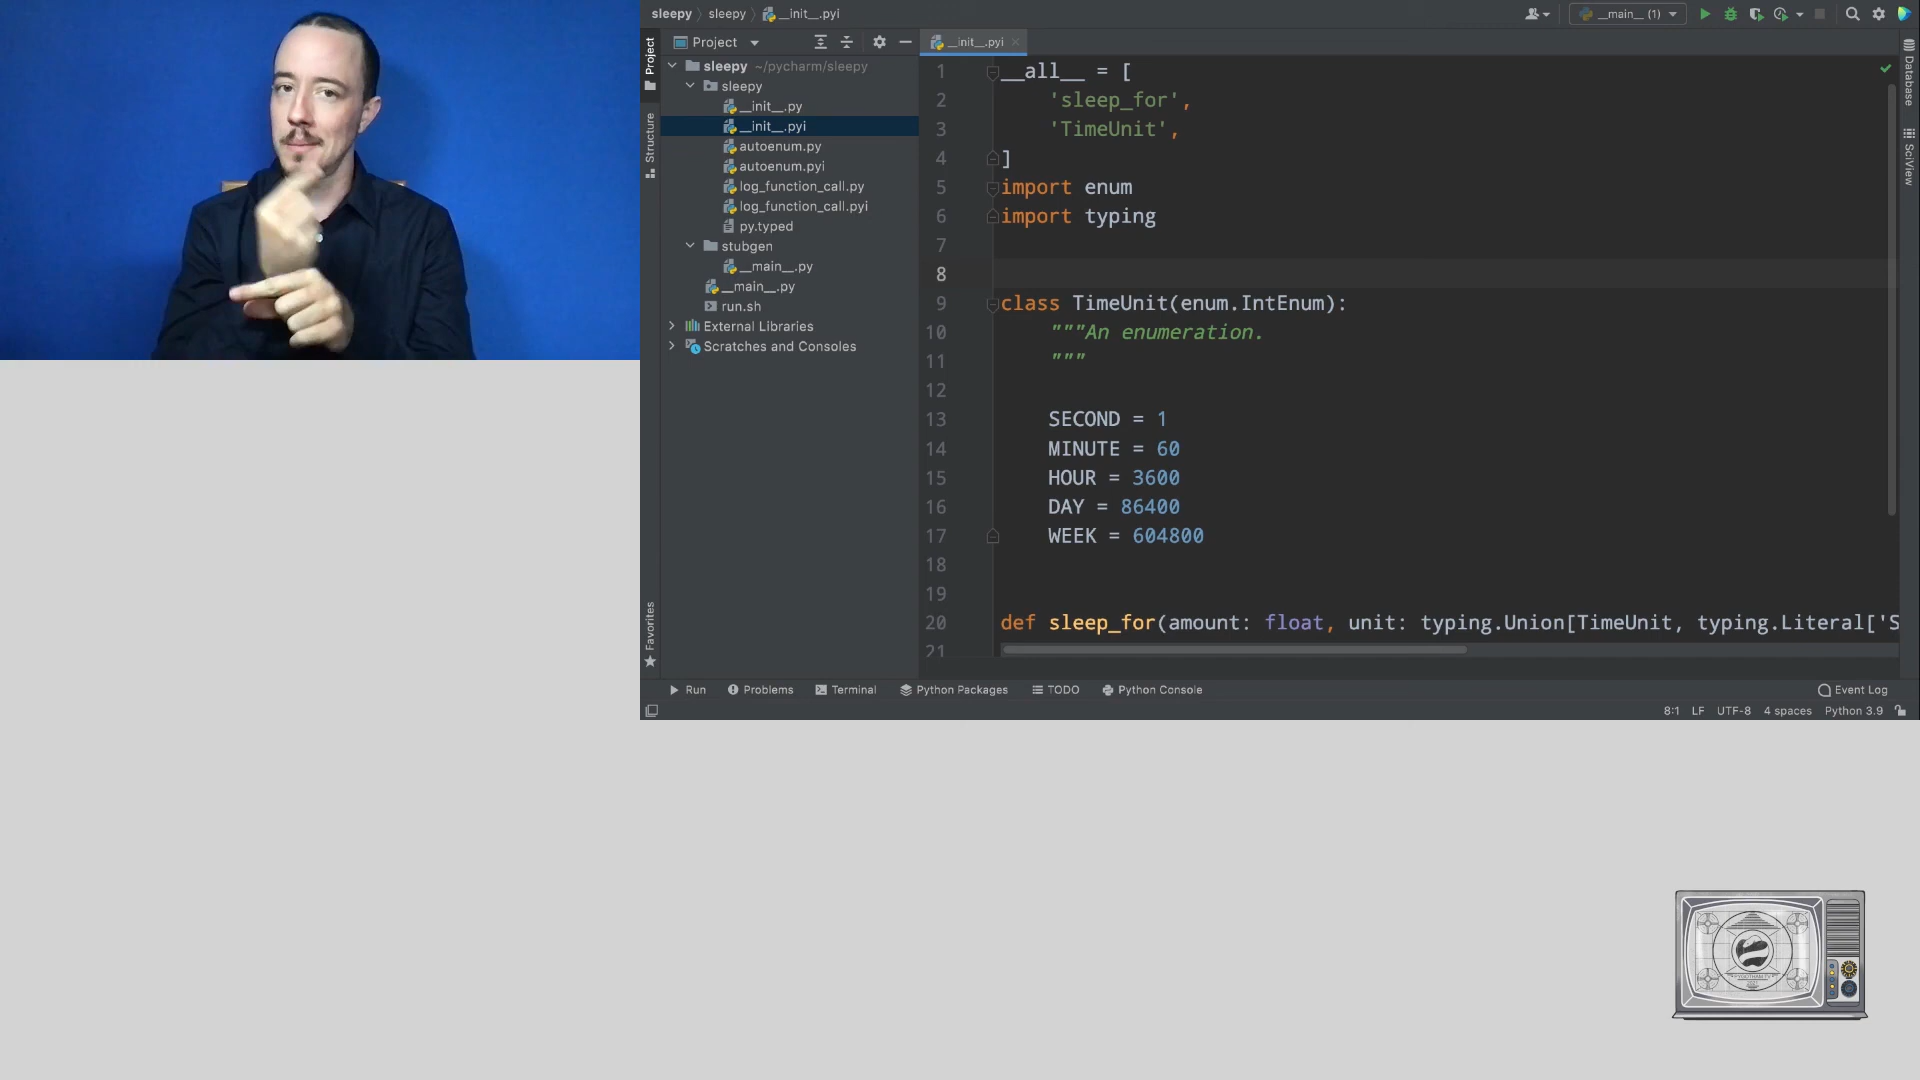 sleepy
sleepy
__init__.pyi
__main__ (1)
Project
Project
Structure
Favorites
__init__.pyi
sleepy ~/pycharm/sleepy
sleepy
__init__.py
__init__.pyi
autoenum.py
autoenum.pyi
log_function_call.py
log_function_call.pyi
py.typed
stubgen
__main__.py
__main__.py
run.sh
External Libraries
Scratches and Consoles
1 __all__ = [
2 'sleep_for',
3 'TimeUnit',
4 ]
5 import enum
6 import typing
7
8
9 class TimeUnit(enum.IntEnum):
10 """An enumeration.
11 """
12
13 SECOND = 1
14 MINUTE = 60
15 HOUR = 3600
16 DAY = 86400
17 WEEK = 604800
18
19
20 def sleep_for(amount: float, unit: typing.Union[TimeUnit, typing.Literal['S
21
Database
SciView
Run
Problems
Terminal
Python Packages
TODO
Python Console
Event Log
8:1 LF UTF-8 4 spaces Python 3.9